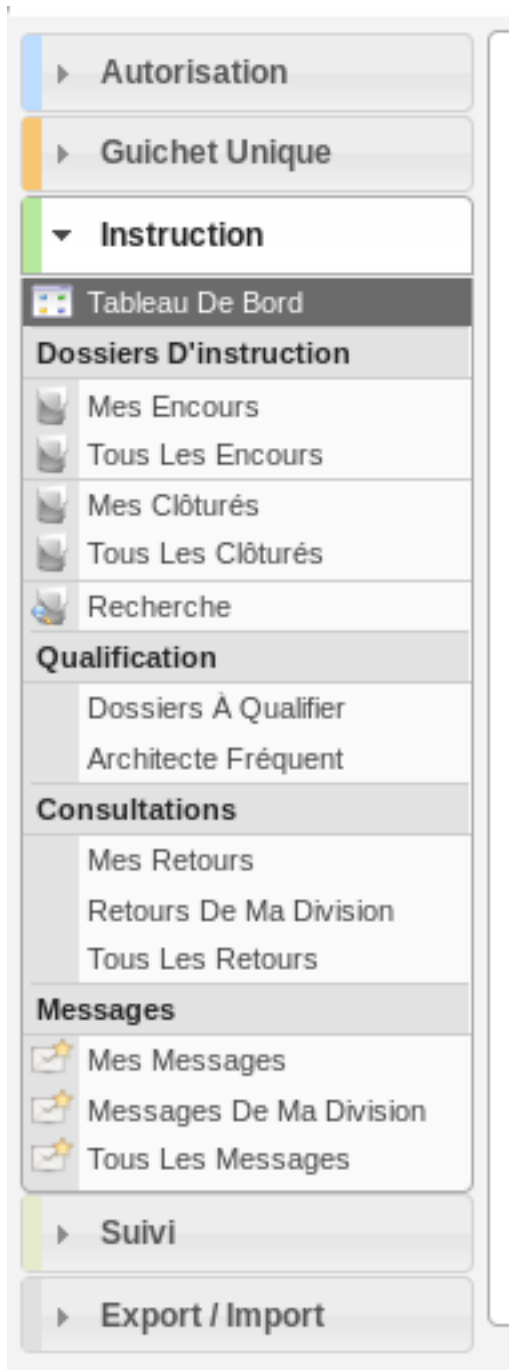 Autorisation
Guichet Unique
Instruction
Tableau De Bord
Dossiers D'instruction
Mes Encours
Tous Les Encours
Mes Clôturés
Tous Les Clôturés
Recherche
Qualification
Dossiers À Qualifier
Architecte Fréquent
Consultations
Mes Retours
Retours De Ma Division
Tous Les Retours
Messages
Mes Messages
Messages De Ma Division
Tous Les Messages
Suivi
Export / Import